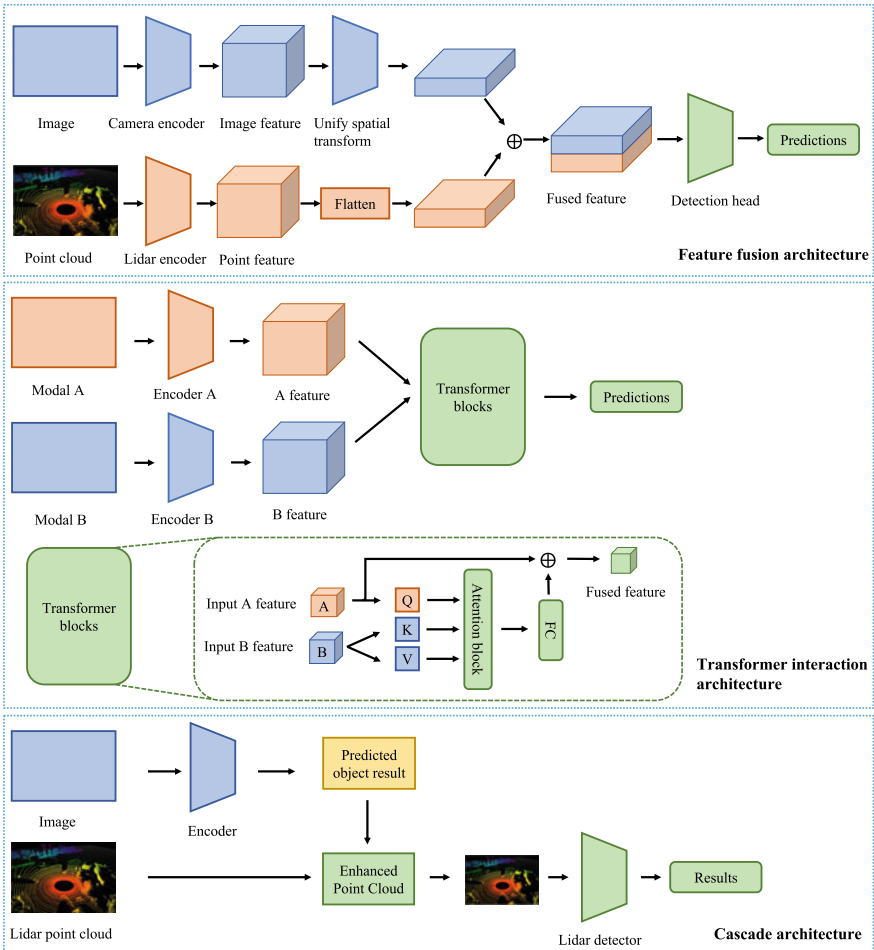 Image
Camera encoder
Image feature
Unify spatial
transform
Point cloud
Lidar encoder
Point feature
Flatten
Fused feature
Detection head
Predictions
Feature fusion architecture
Modal A
Encoder A
A feature
Modal B
Encoder B
B feature
Transformer
blocks
Predictions
Transformer
blocks
Input A feature
A
Q
Input B feature
B
K
V
Attention block
FC
Fused feature
Transformer interaction
architecture
Image
Encoder
Predicted
object result
Lidar point cloud
Enhanced
Point Cloud
Lidar detector
Results
Cascade architecture